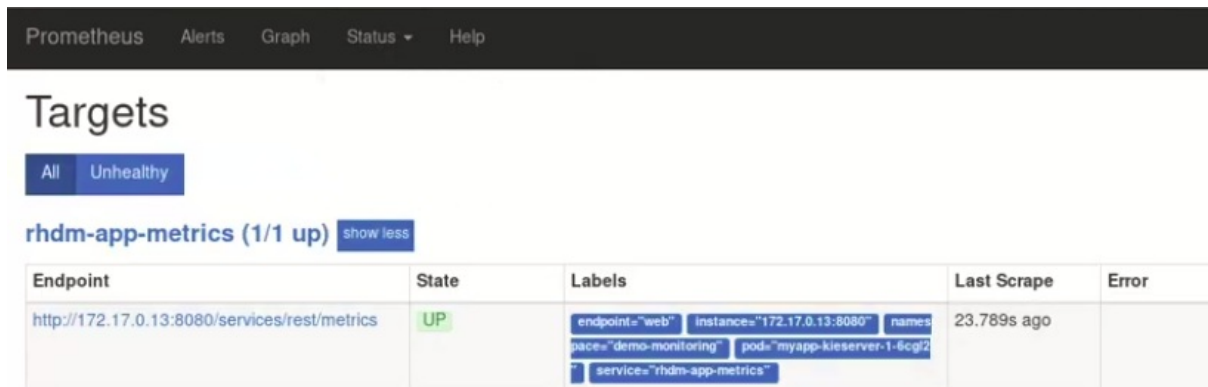 Prometheus Alerts Graph Status Help
Targets
All Unhealthy
rhdm-app-metrics (1/1 up) show less
Endpoint State Labels Last Scrape Error
http://172.17.0.13:8080/services/rest/metrics UP endpoint="web" instance="172.17.0.13:8080" names 23.789s ago
pace="demo-monitoring" pod="myapp-kieserver-1-6cgl2
" service="rhdm-app-metrics"